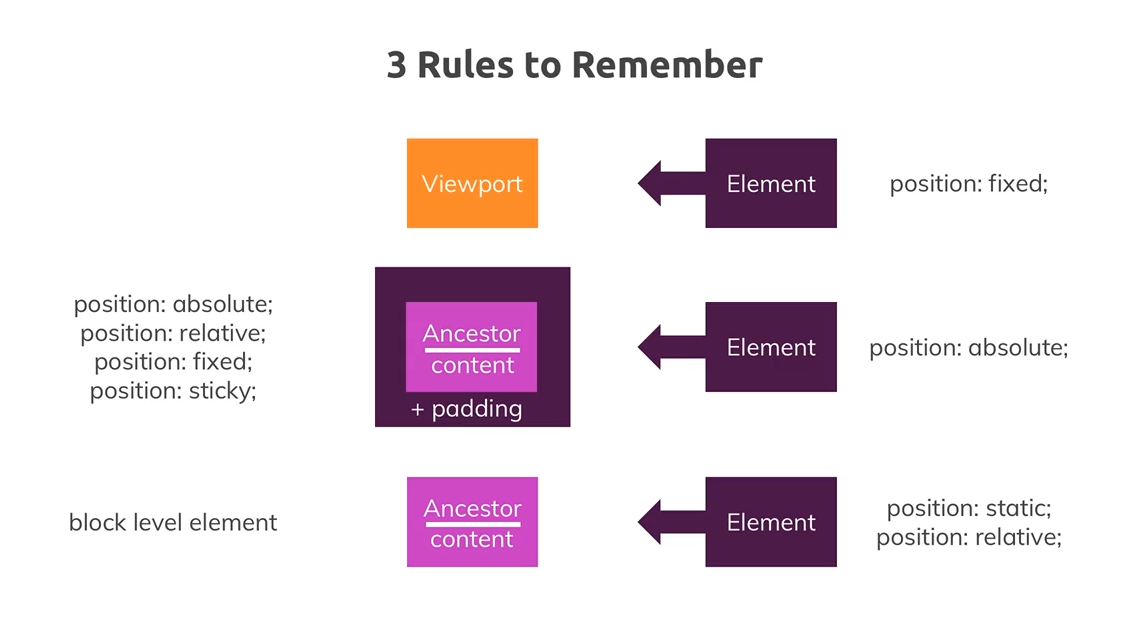 3 Rules to Remember
Viewport
Element
position: fixed;
position: absolute;
position: relative;
position: fixed;
position: sticky;
Ancestor
content
+ padding
Element
position: absolute;
block level element
Ancestor
content
Element
position: static;
position: relative;